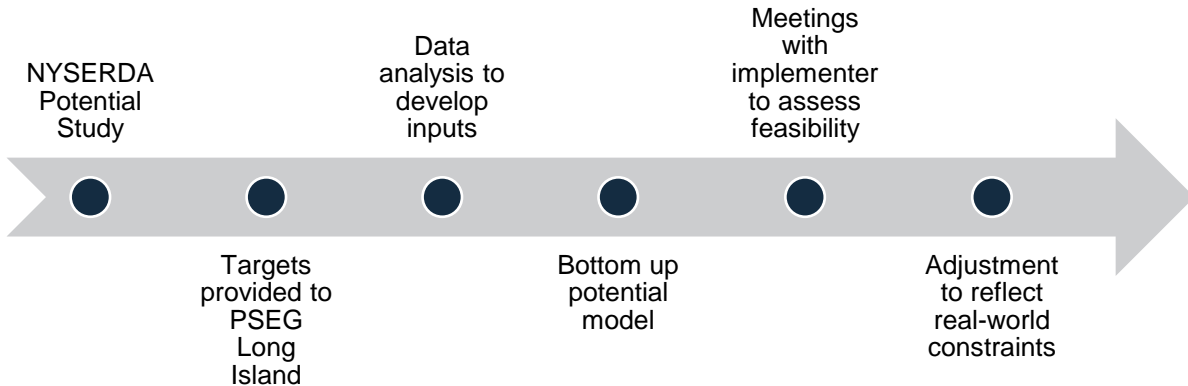 NYSERDA
Potential
Study
Targets
provided to
PSEG
Long
Island
Data
analysis to
develop
inputs
Bottom up
potential
model
Meetings
with
implementer
to assess
feasibility
Adjustment
to reflect
real-world
constraints